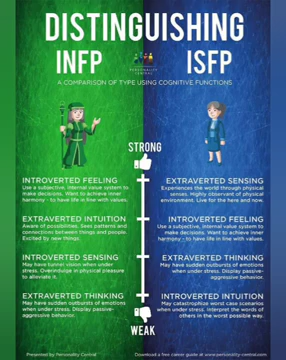 DISTINGUISHING
INFP
ISFP
PERSONALITY
CENTRAL
A COMPARISON OF TYPE USING COGNITIVE FUNCTIONS
STRONG
INTROVERTED FEELING
Use a subjective, internal value system to
make decisions. Want to achieve inner
harmony - to have life in line with values.
EXTRAVERTED INTUITION
Aware of possibilities. Sees patterns and
connections between things and people.
Excited by new things.
INTROVERTED SENSING
May have tunnel vision when under
stress. Overindulge in physical pleasure
to alleviate it.
EXTRAVERTED THINKING
May have sudden outbursts of emotions
when under stress. Display passive-
aggressive behavior.
EXTRAVERTED SENSING
Experiences the world through physical
senses. Highly observant of physical
environment. Live for the here and now.
INTROVERTED FEELING
Use a subjective, internal value system to
make decisions. Want to achieve inner
harmony - to have life in line with values.
EXTRAVERTED THINKING
May have sudden outbursts of emotions
when under stress. Display passive-
aggressive behavior.
INTROVERTED INTUITION
May catastrophize worst case scenarios
when under stress. Interpret the words of
others in the worst possible way.
WEAK
Presented by Personality Central
Download a free career guide at www.personality-central.com